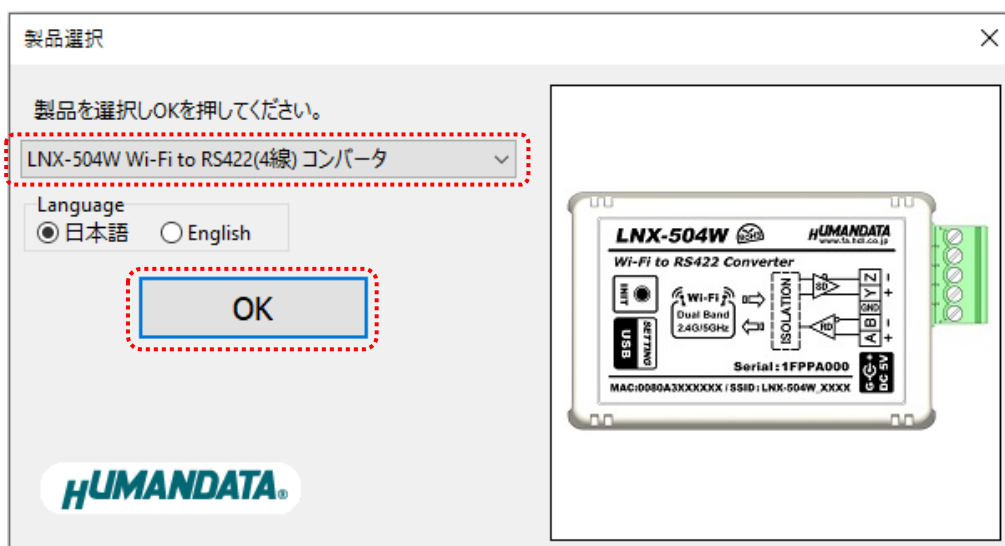 製品選択
製品を選択しOKを押してください。
LNX-504W Wi-Fi to RS422(4線) コンバータ
Language
日本語 English
OK
HUMANDATA®
LNX-504W RoHS HUMANDATA
www.fa.hdl.co.jp
Wi-Fi to RS422 Converter
INIT
Wi-Fi
Dual Band
2.4G/5GHz
ISOLATION
SD
RD
Z -
Y +
GND
B -
A +
USB
SETTING
Serial:1FPPA000
MAC:0080A3XXXXXX / SSID: LNX-504W_XXXX
G + DC 5V